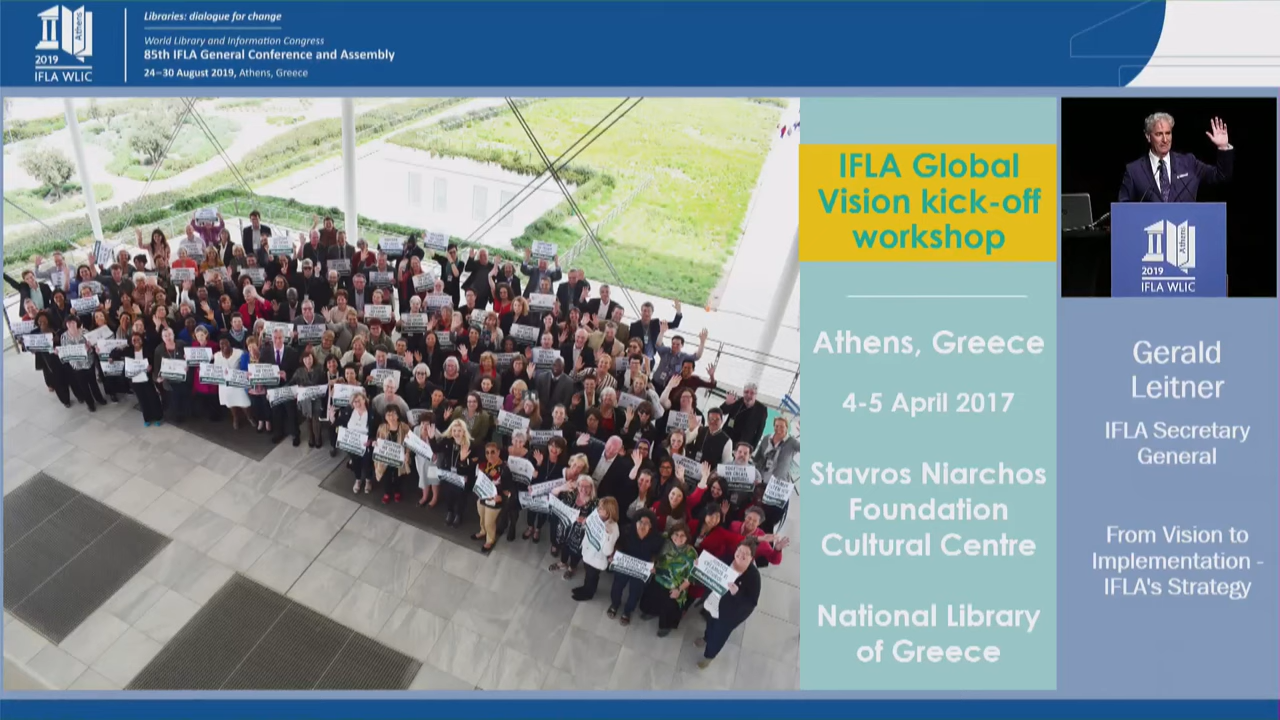 Libraries: dialogue for change
World Library and Information Congress
85th IFLA General Conference and Assembly
24–30 August 2019, Athens, Greece
Athens
2019
IFLA WLIC
IFLA Global
Vision kick-off
workshop
Athens, Greece
4-5 April 2017
Stavros Niarchos
Foundation
Cultural Centre
National Library
of Greece
Athens
2019
IFLA WLIC
Gerald
Leitner
IFLA Secretary
General
From Vision to
Implementation -
IFLA's Strategy